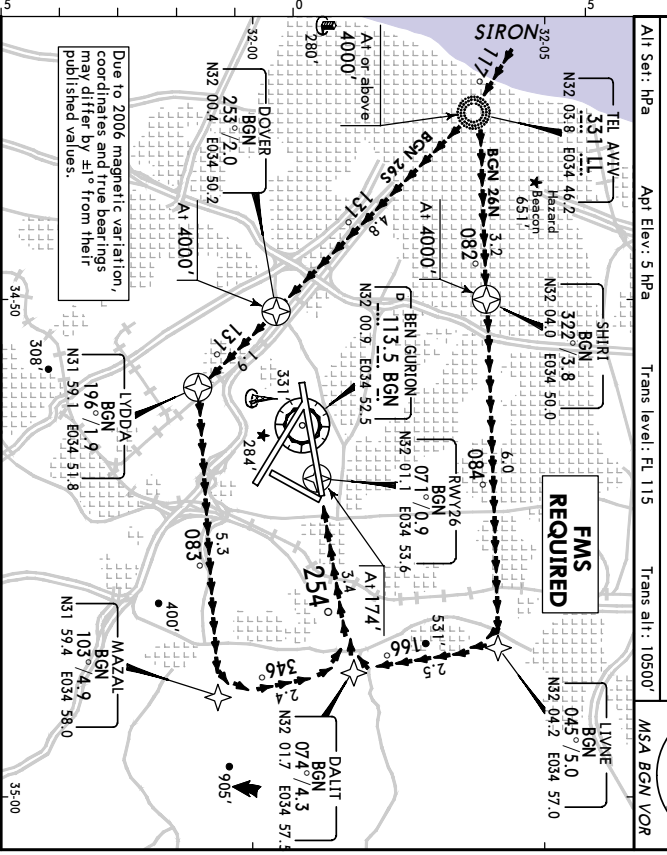 Alt Set: hPa
Apt Elev: 5 hPa
Trans level: FL 115
Trans alt: 10500'
MSA BGN VOR
5
0
5
32-00
32-05
34-50
35-00
SIRON
117°
TEL AVIV
331 LL
N32 03.8 E034 46.2
Hazard
Beacon
651'
At or above
4000'
280'
BGN 26N
3.2
082°
At 4000'
SHIRI
BGN
322°/3.8
N32 04.0 E034 50.0
6.0
084°
FMS
REQUIRED
LIVNE
BGN
045°/5.0
N32 04.2 E034 57.0
531'
166°
2.5
BGN 26S
4.8
131°
DOVER
BGN
253°/2.0
N32 00.4 E034 50.2
At 4000'
131°
1.9
BEN GURION
D 113.5 BGN
N32 00.9 E034 52.5
331'
284'
RWY26
BGN
071°/0.9
N32 01.1 E034 53.6
At 174'
3.4
254°
DALIT
BGN
074°/4.3
N32 01.7 E034 57.5
346°
2.4
905'
LYDDA
BGN
196°/1.9
N31 59.1 E034 51.8
308'
5.3
083°
400'
MAZAL
BGN
103°/4.9
N31 59.4 E034 58.0
Due to 2006 magnetic variation,
coordinates and true bearings
may differ by ±1° from their
published values.